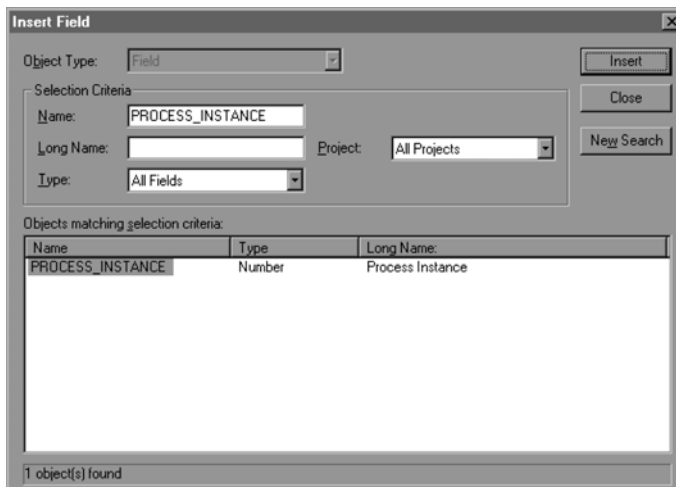 Insert Field
Object Type: Field Insert
Selection Criteria Close
Name: PROCESS_INSTANCE
Long Name: Project: All Projects New Search
Type: All Fields
Objects matching selection criteria:
Name Type Long Name:
PROCESS_INSTANCE Number Process Instance
1 object(s) found